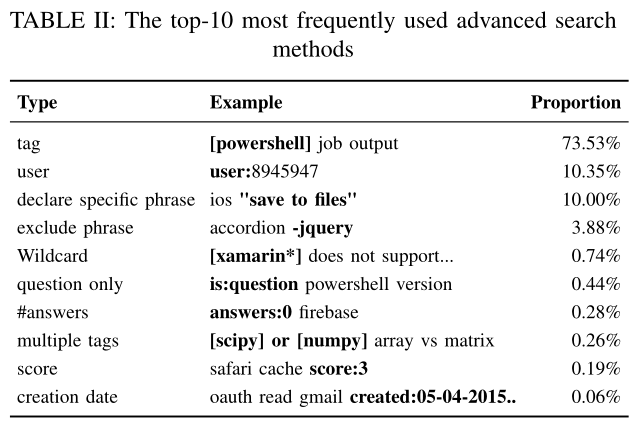 TABLE II: The top-10 most frequently used advanced search
methods
Type Example Proportion
tag [powershell] job output 73.53%
user user:8945947 10.35%
declare specific phrase ios "save to files" 10.00%
exclude phrase accordion -jquery 3.88%
Wildcard [xamarin*] does not support... 0.74%
question only is:question powershell version 0.44%
#answers answers:0 firebase 0.28%
multiple tags [scipy] or [numpy] array vs matrix 0.26%
score safari cache score:3 0.19%
creation date oauth read gmail created:05-04-2015.. 0.06%